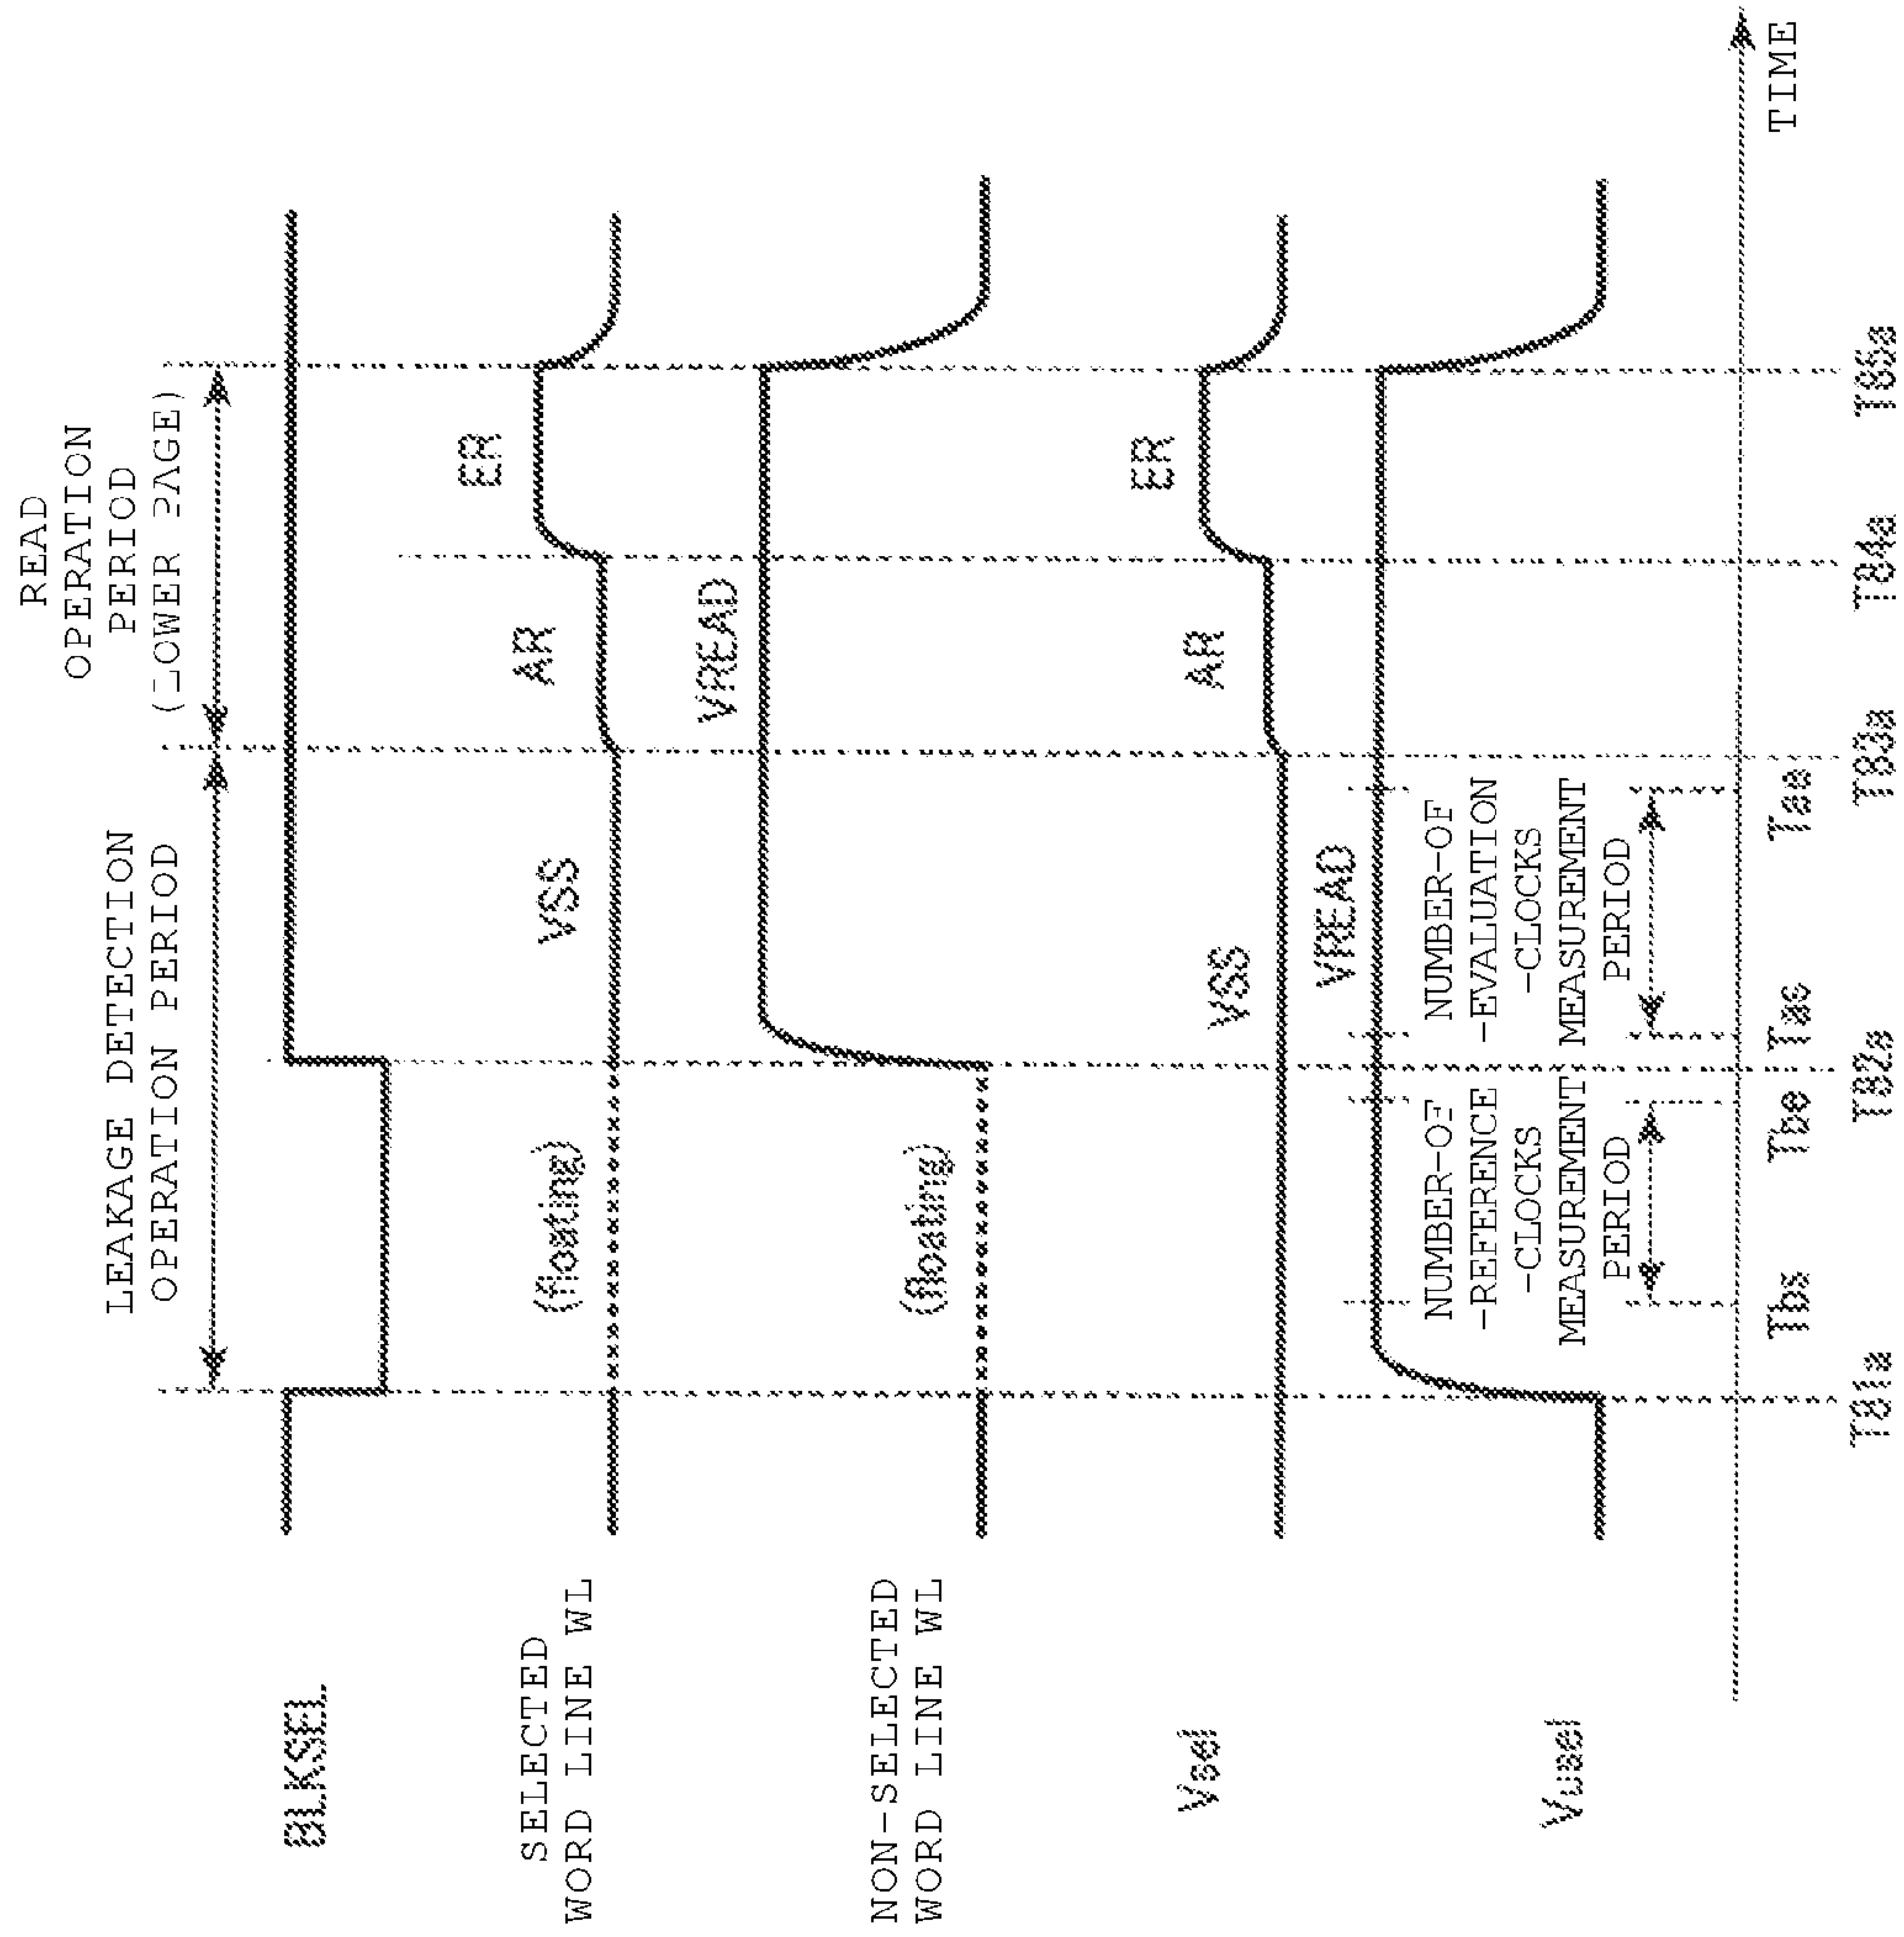 READ
OPERATION
PERIOD
(LOWER PAGE)
LEAKAGE DETECTION
OPERATION PERIOD
BLKSEL
SELECTED
WORD LINE WL
(floating)
VSS
AR
ER
NON-SELECTED
WORD LINE WL
(floating)
VREAD
Vsel
VSS
AR
ER
Vusel
VREAD
NUMBER-OF
-REFERENCE
-CLOCKS
MEASUREMENT
PERIOD
NUMBER-OF
-EVALUATION
-CLOCKS
MEASUREMENT
PERIOD
TIME
Tbs
Tbe
Tas
Tae
T81a
T82a
T83a
T84a
T85a